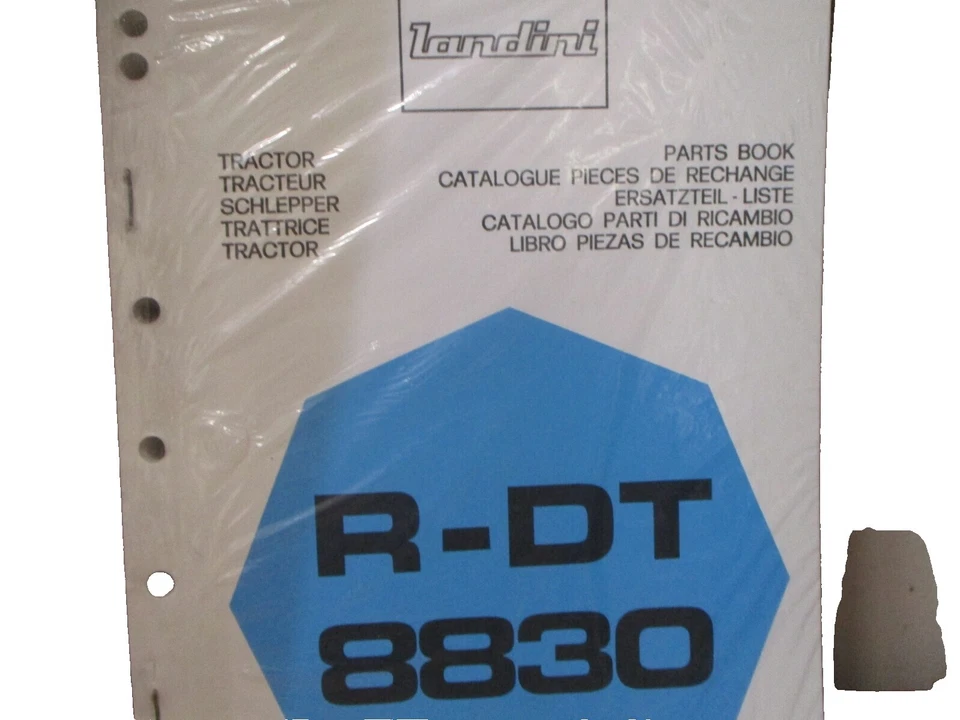 landini
TRACTOR
TRACTEUR
SCHLEPPER
TRATTRICE
TRACTOR
PARTS BOOK
CATALOGUE PIECES DE RECHANGE
ERSATZTEIL - LISTE
CATALOGO PARTI DI RICAMBIO
LIBRO PIEZAS DE RECAMBIO
R-DT
8830